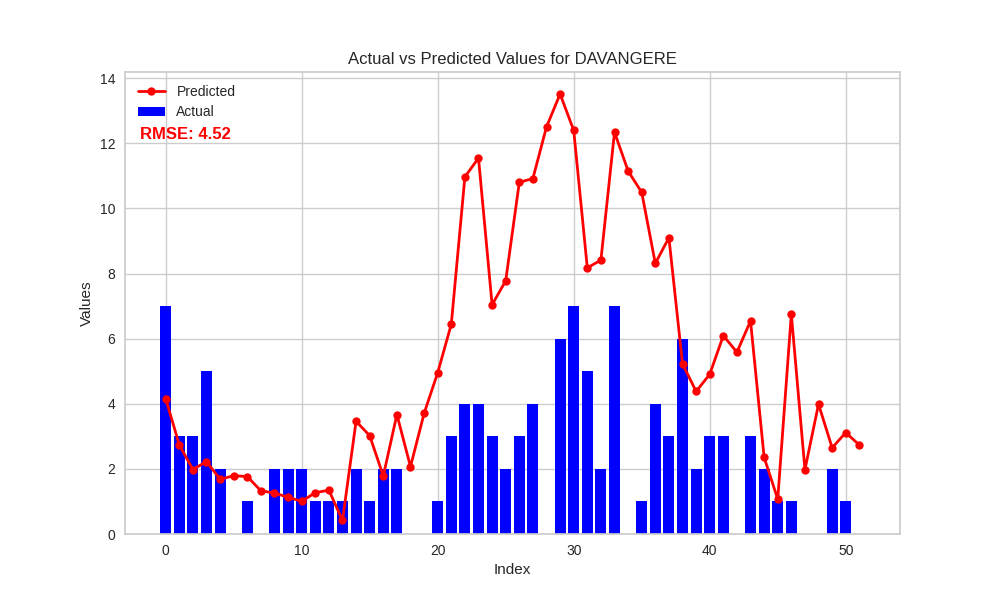 Actual vs Predicted Values for DAVANGERE
Predicted
Actual
RMSE: 4.52
Values
14
12
10
8
6
4
2
0
0 10 20 30 40 50
Index